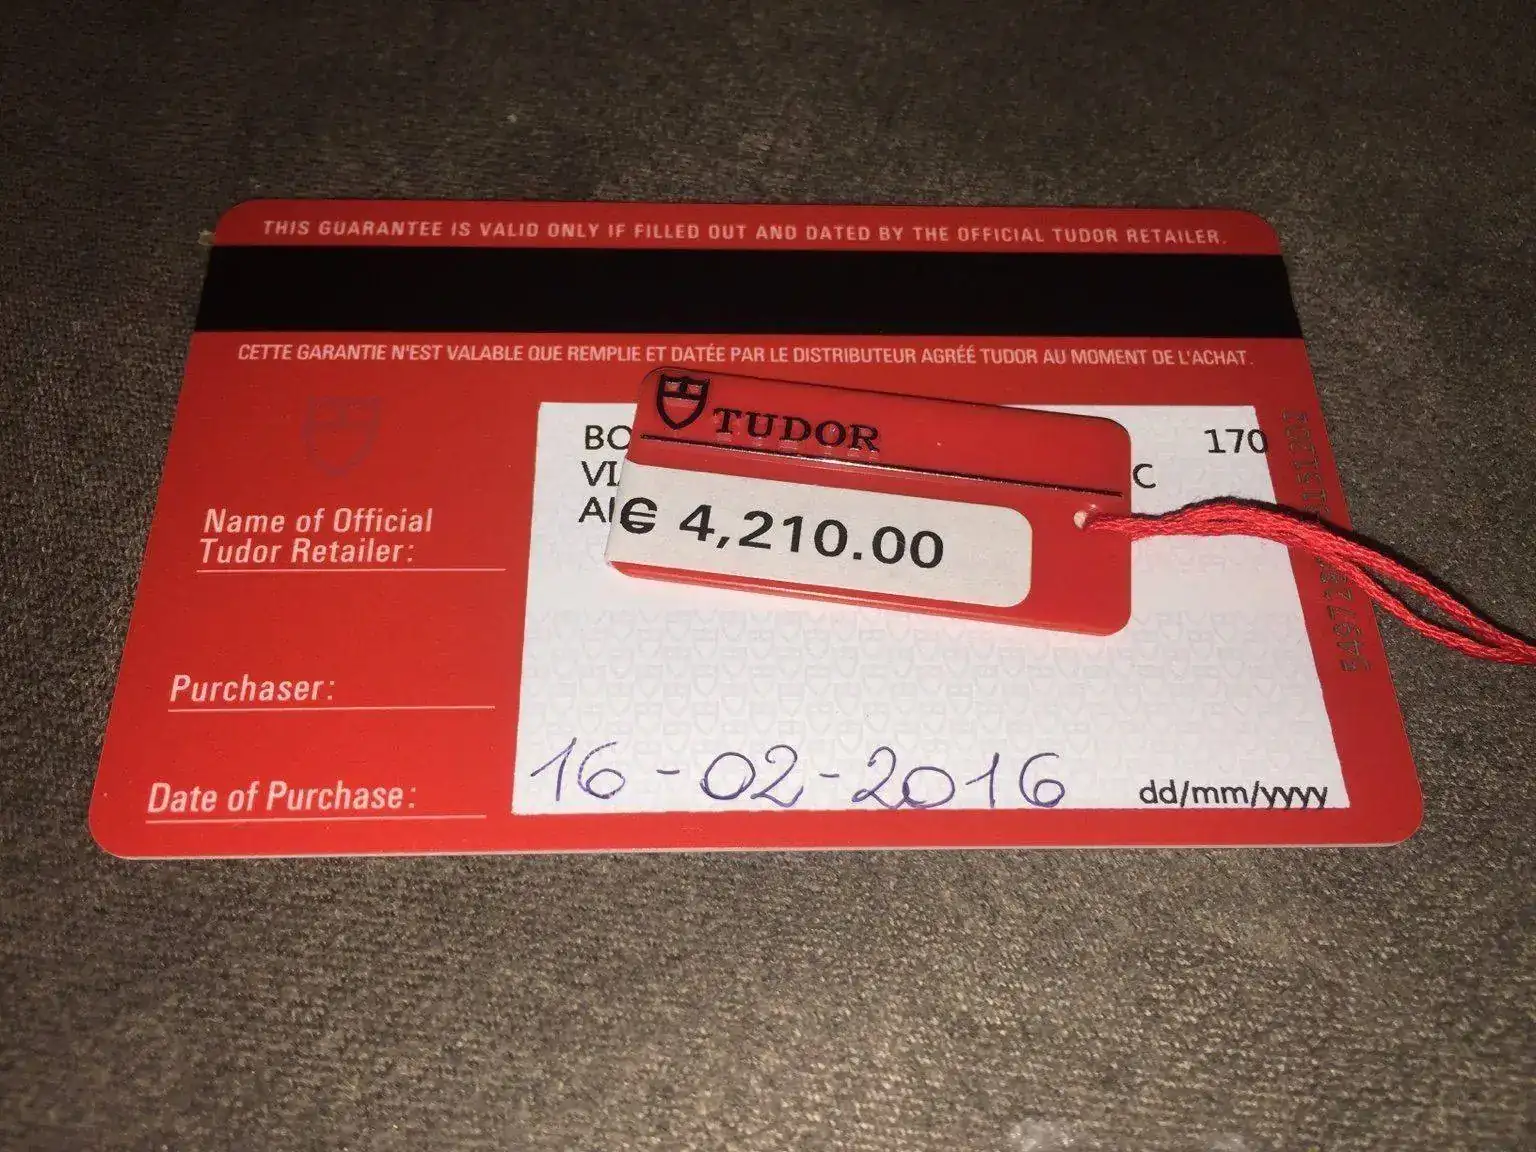 THIS GUARANTEE IS VALID ONLY IF FILLED OUT AND DATED BY THE OFFICIAL TUDOR RETAILER.
CETTE GARANTIE N'EST VALABLE QUE REMPLIE ET DATÉE PAR LE DISTRIBUTEUR AGRÉÉ TUDOR AU MOMENT DE L'ACHAT.
TUDOR
€ 4,210.00
170
C
Name of Official
Tudor Retailer:
Purchaser:
Date of Purchase:
16-02-2016
dd/mm/yyyy